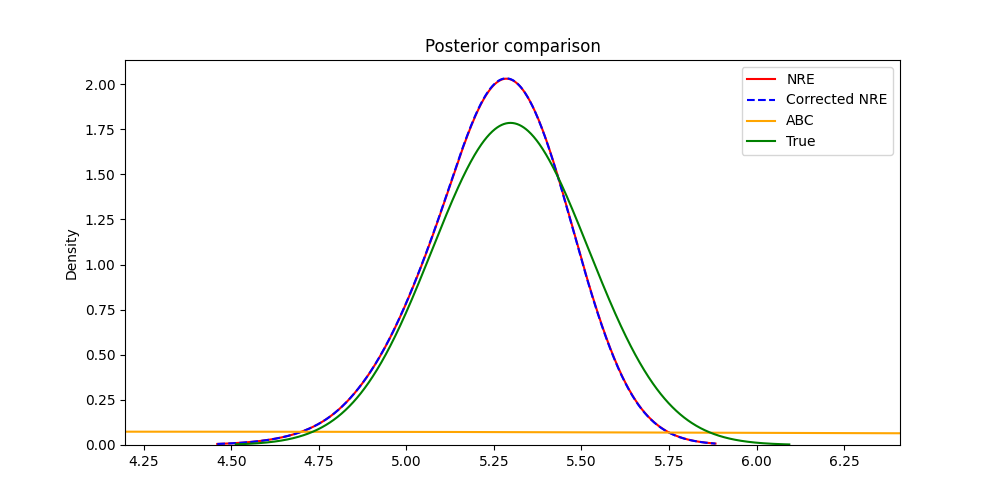 Posterior comparison
NRE
Corrected NRE
ABC
True
Density
2.00
1.75
1.50
1.25
1.00
0.75
0.50
0.25
0.00
4.25 4.50 4.75 5.00 5.25 5.50 5.75 6.00 6.25